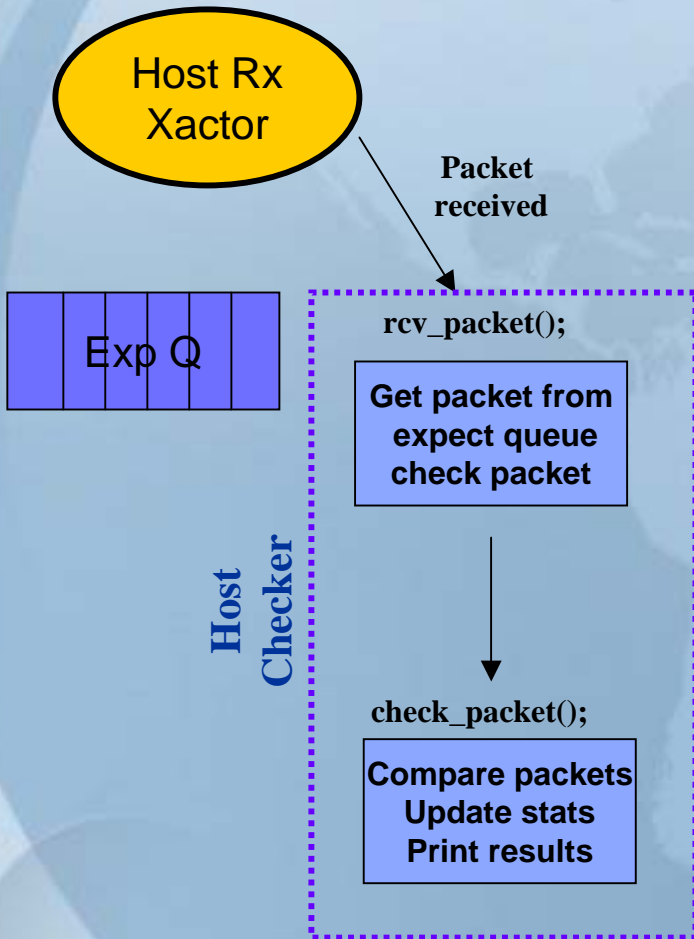 Host Rx
Xactor
Packet
received
Exp Q
rcv_packet();
Get packet from
expect queue
check packet
Host
Checker
check_packet();
Compare packets
Update stats
Print results